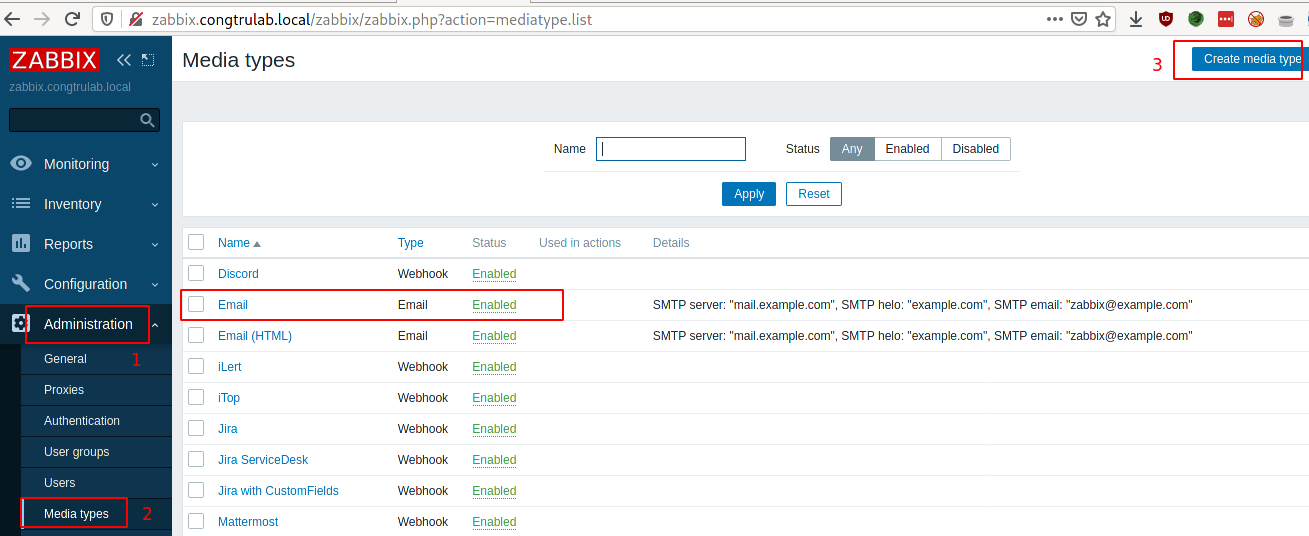 zabbix.congtrulab.local/zabbix/zabbix.php?action=mediatype.list
ZABBIX
zabbix.congtrulab.local
Monitoring
Inventory
Reports
Configuration
Administration
1
General
Proxies
Authentication
User groups
Users
Media types 2
Media types
3 Create media type
Name
Status Any Enabled Disabled
Apply Reset
Name Type Status Used in actions Details
Discord Webhook Enabled
Email Email Enabled SMTP server: "mail.example.com", SMTP helo: "example.com", SMTP email: "zabbix@example.com"
Email (HTML) Email Enabled SMTP server: "mail.example.com", SMTP helo: "example.com", SMTP email: "zabbix@example.com"
iLert Webhook Enabled
iTop Webhook Enabled
Jira Webhook Enabled
Jira ServiceDesk Webhook Enabled
Jira with CustomFields Webhook Enabled
Mattermost Webhook Enabled